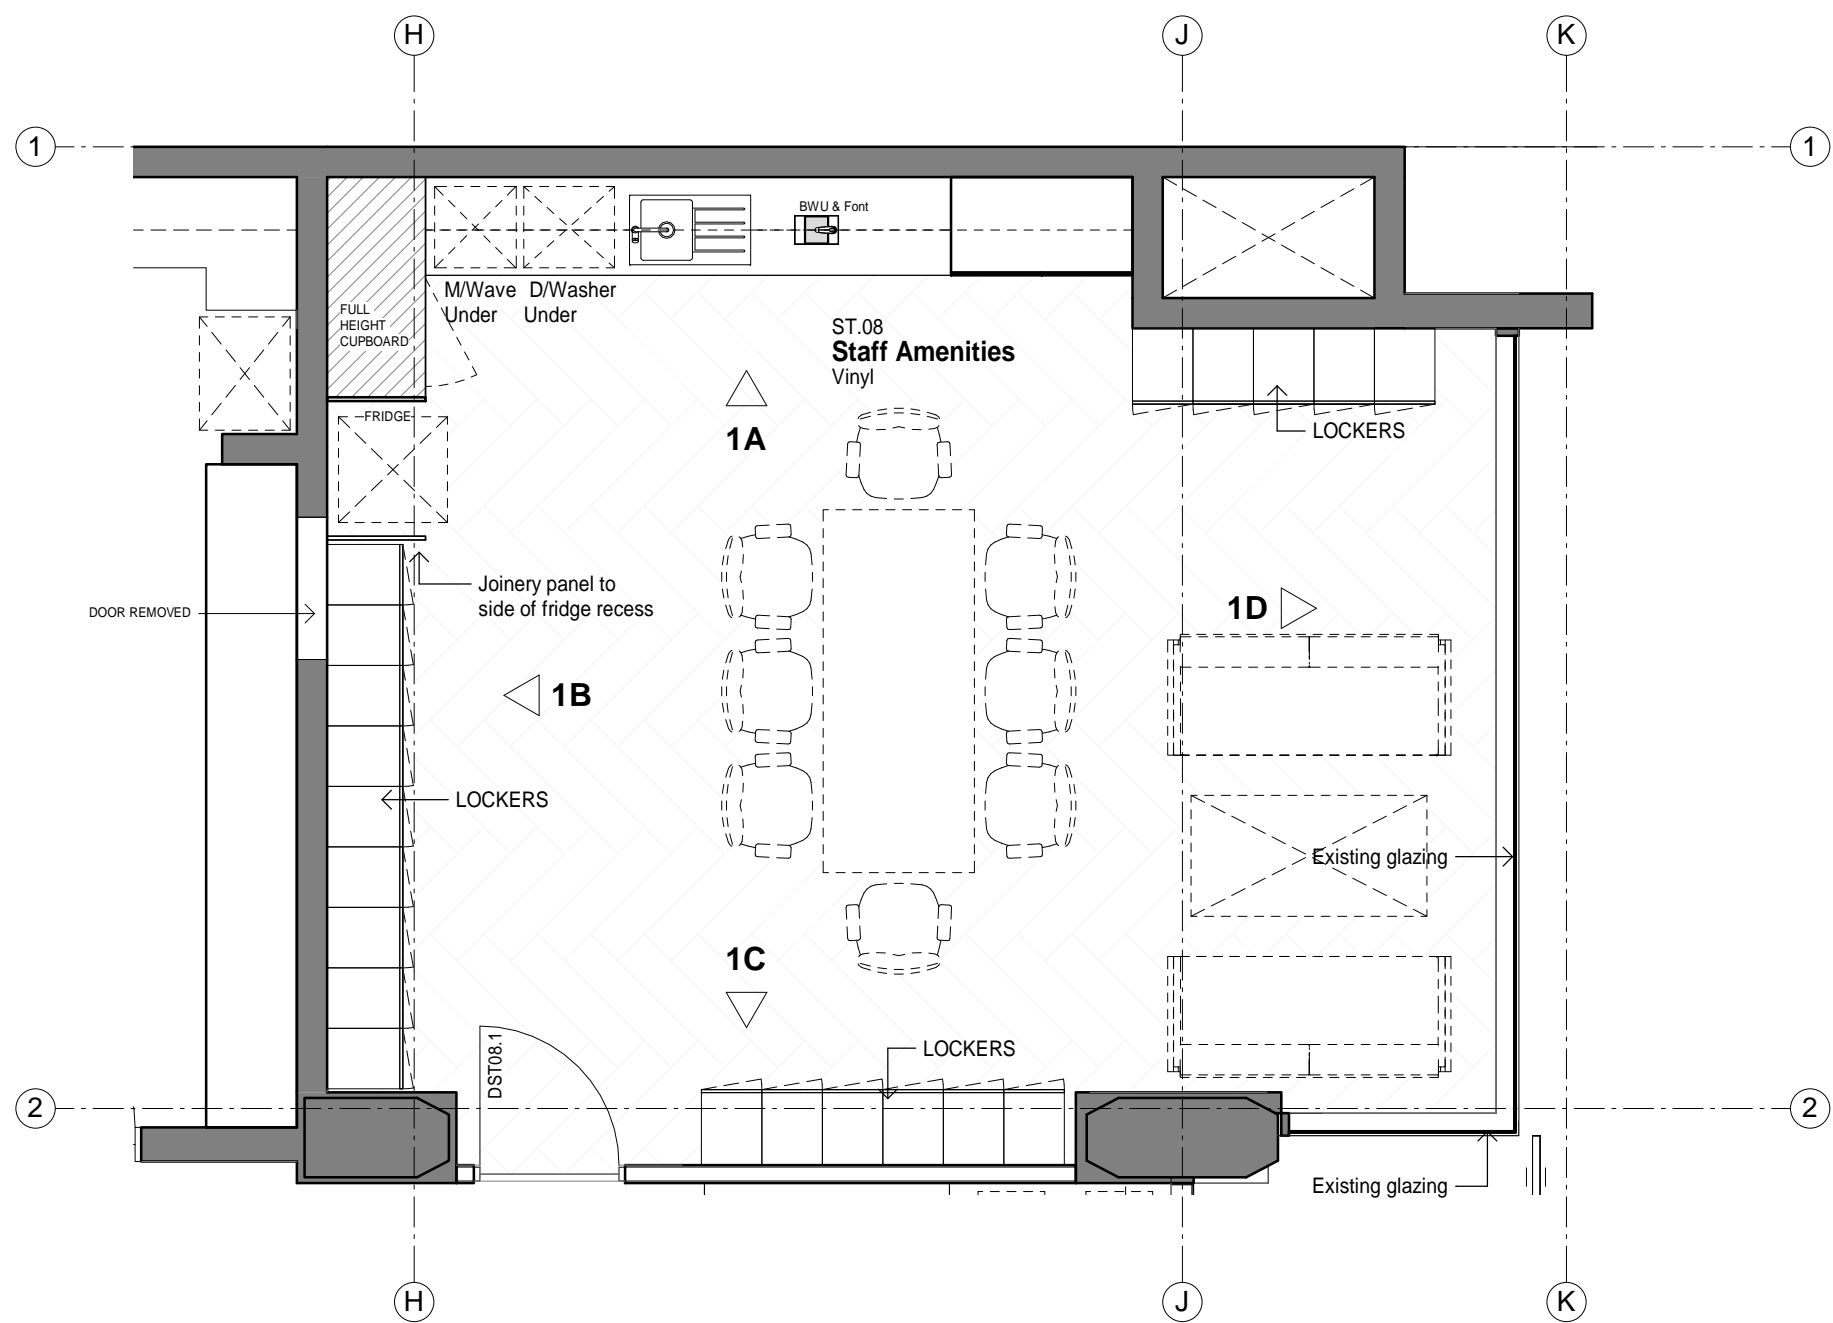 H
J
K
1
1
BWU & Font
M/Wave
Under
D/Washer
Under
FULL
HEIGHT
CUPBOARD
ST.08
Staff Amenities
Vinyl
FRIDGE
1A
LOCKERS
Joinery panel to
side of fridge recess
DOOR REMOVED
1D
1B
LOCKERS
Existing glazing
1C
DST08.1
LOCKERS
2
2
Existing glazing
H
J
K